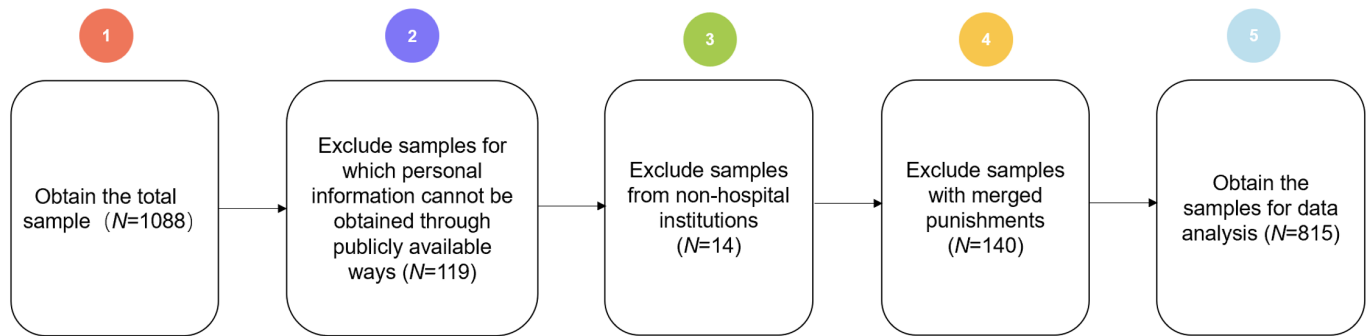 1
2
3
4
5
Obtain the total
sample（N=1088）
Exclude samples for
which personal
information cannot be
obtained through
publicly available
ways (N=119)
Exclude samples
from non-hospital
institutions
(N=14)
Exclude samples
with merged
punishments
(N=140)
Obtain the
samples for data
analysis (N=815)